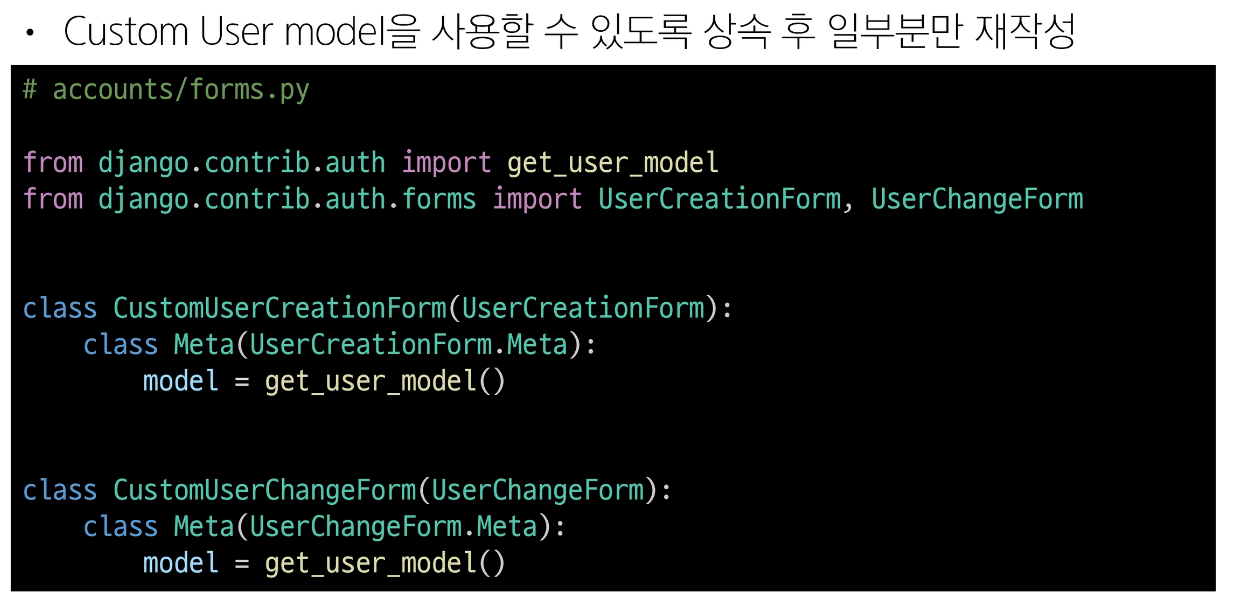 • Custom User model을 사용할 수 있도록 상속 후 일부분만 재작성
# accounts/forms.py
from django.contrib.auth import get_user_model
from django.contrib.auth.forms import UserCreationForm, UserChangeForm
class CustomUserCreationForm(UserCreationForm):
    class Meta(UserCreationForm.Meta):
        model = get_user_model()
class CustomUserChangeForm(UserChangeForm):
    class Meta(UserChangeForm.Meta):
        model = get_user_model()